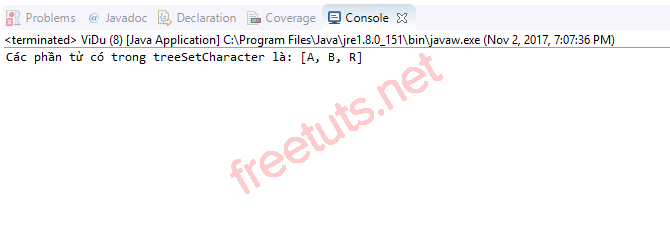 Problems @ Javadoc Declaration Coverage Console
<terminated> ViDu (8) [Java Application] C:\Program Files\Java\jre1.8.0_151\bin\javaw.exe (Nov 2, 2017, 7:07:36 PM)
Các phần tử có trong treeSetCharacter là: [A, B, R]
freetuts.net